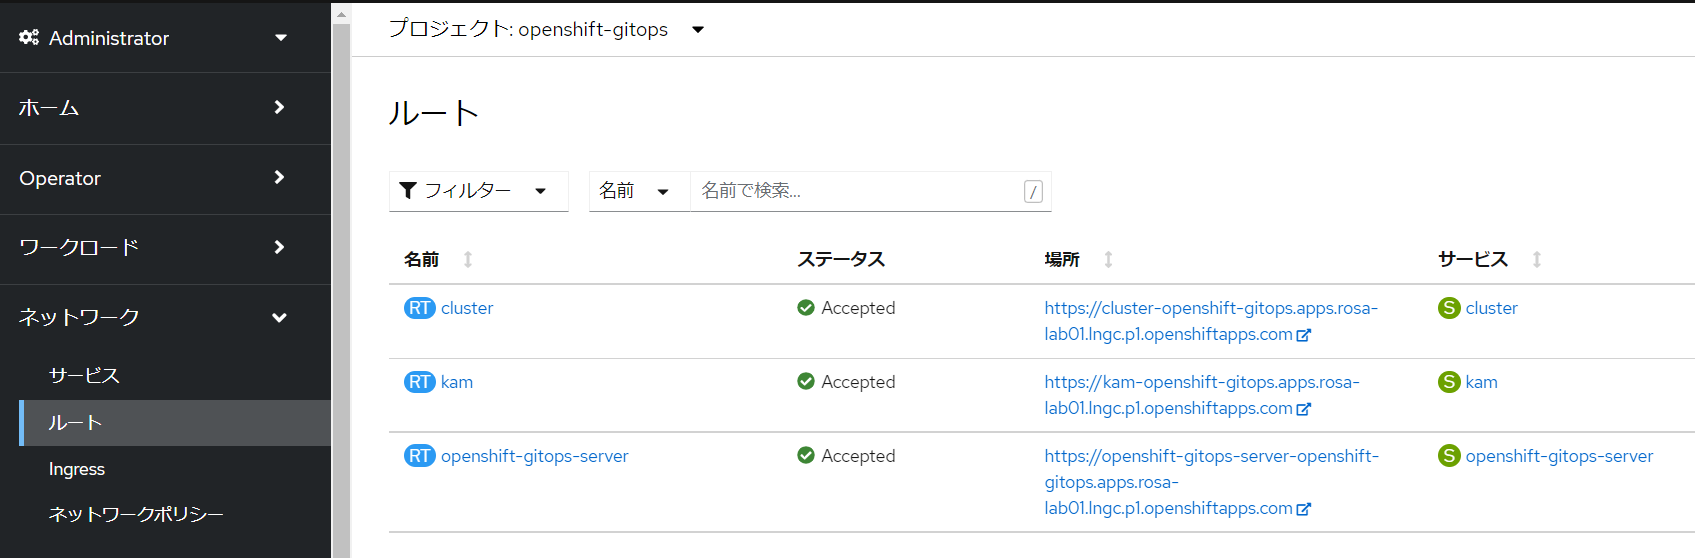 Administrator
ホーム
Operator
ワークロード
ネットワーク
サービス
ルート
Ingress
ネットワークポリシー
プロジェクト: openshift-gitops
ルート
フィルター 名前 名前で検索... /
名前 ステータス 場所 サービス
RT cluster Accepted https://cluster-openshift-gitops.apps.rosa- S cluster
lab01.lngc.p1.openshiftapps.com
RT kam Accepted https://kam-openshift-gitops.apps.rosa- S kam
lab01.lngc.p1.openshiftapps.com
RT openshift-gitops-server Accepted https://openshift-gitops-server-openshift- S openshift-gitops-server
gitops.apps.rosa-
lab01.lngc.p1.openshiftapps.com